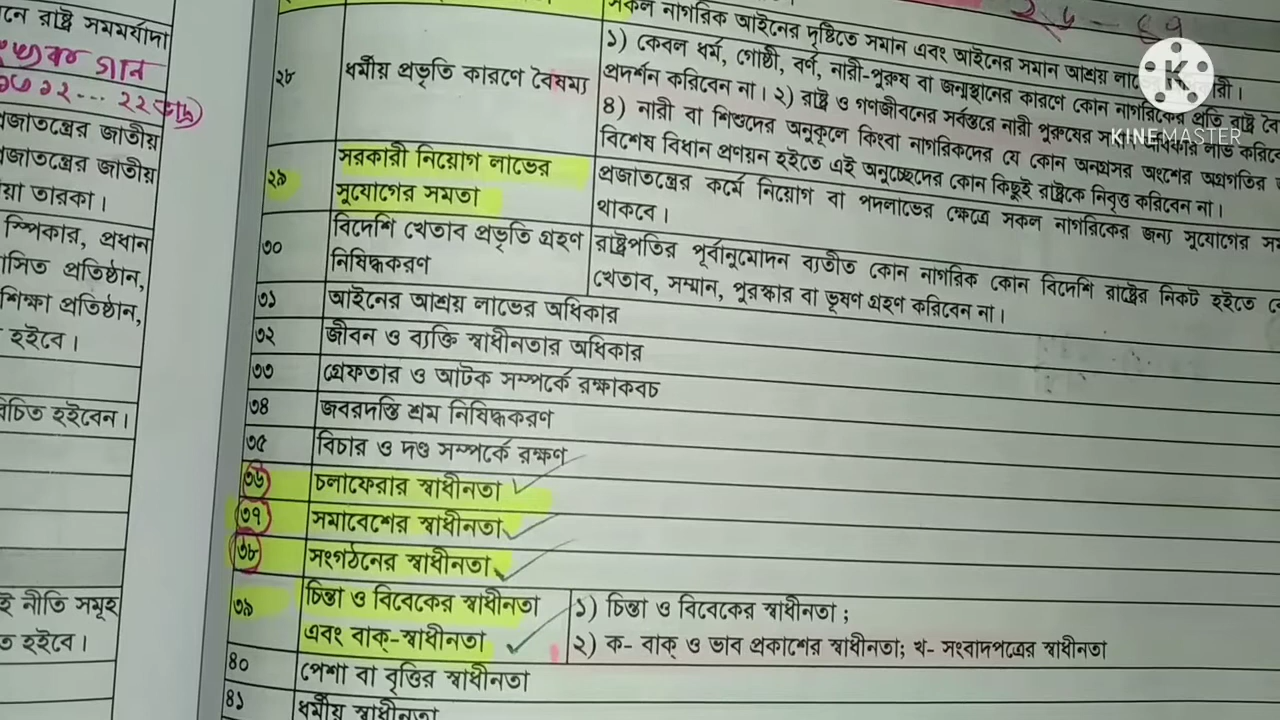 নে রাষ্ট্র সমমর্যাদা
প্রজাতন্ত্রের জাতীয়
প্রজাতন্ত্রের জাতীয়
য়া তারকা।
স্পিকার, প্রধান
সিত প্রতিষ্ঠান,
শিক্ষা প্রতিষ্ঠান,
হইবে।
চিত হইবেন।
ই নীতি সমূহ
ত হইবে।
সকল নাগরিক আইনের দৃষ্টিতে সমান এবং আইনের সমান আশ্রয়
২৮ ধর্মীয় প্রভৃতি কারণে বৈষম্য
১) কেবল ধর্ম, গোষ্ঠী, বর্ণ, নারী-পুরুষ বা জন্মস্থানের কারণে কোন নাগরিকের প্রতি রাষ্ট্র
প্রদর্শন করিবেন না। ২) রাষ্ট্র ও গণজীবনের সর্বস্তরে নারী পুরুষের লাভ করিবে
৪) নারী বা শিশুদের অনুকূলে কিংবা নাগরিকদের যে কোন অনগ্রসর অংশের অগ্রগতির
বিশেষ বিধান প্রণয়ন হইতে এই অনুচ্ছেদের কোন কিছুই রাষ্ট্রকে নিবৃত্ত করিবেন না।
২৯ সরকারী নিয়োগ লাভের
সুযোগের সমতা
প্রজাতন্ত্রের কর্মে নিয়োগ বা পদলাভের ক্ষেত্রে সকল নাগরিকের জন্য সুযোগের
থাকবে।
৩০ বিদেশি খেতাব প্রভৃতি গ্রহণ
নিষিদ্ধকরণ
রাষ্ট্রপতির পূর্বানুমোদন ব্যতীত কোন নাগরিক কোন বিদেশি রাষ্ট্রের নিকট হইতে
খেতাব, সম্মান, পুরস্কার বা ভূষণ গ্রহণ করিবেন না।
৩১ আইনের আশ্রয় লাভের অধিকার
৩২ জীবন ও ব্যক্তি স্বাধীনতার অধিকার
৩৩ গ্রেফতার ও আটক সম্পর্কে রক্ষাকবচ
৩৪ জবরদস্তি শ্রম নিষিদ্ধকরণ
৩৫ বিচার ও দণ্ড সম্পর্কে রক্ষণ
৩৬ চলাফেরার স্বাধীনতা
৩৭ সমাবেশের স্বাধীনতা
৩৮ সংগঠনের স্বাধীনতা
৩৯ চিন্তা ও বিবেকের স্বাধীনতা
এবং বাক্-স্বাধীনতা
১) চিন্তা ও বিবেকের স্বাধীনতা ;
২) ক- বাক্ ও ভাব প্রকাশের স্বাধীনতা; খ- সংবাদপত্রের স্বাধীনতা
৪০ পেশা বা বৃত্তির স্বাধীনতা
৪১ ধর্মীয় স্বাধীনতা
K
KINEMASTER